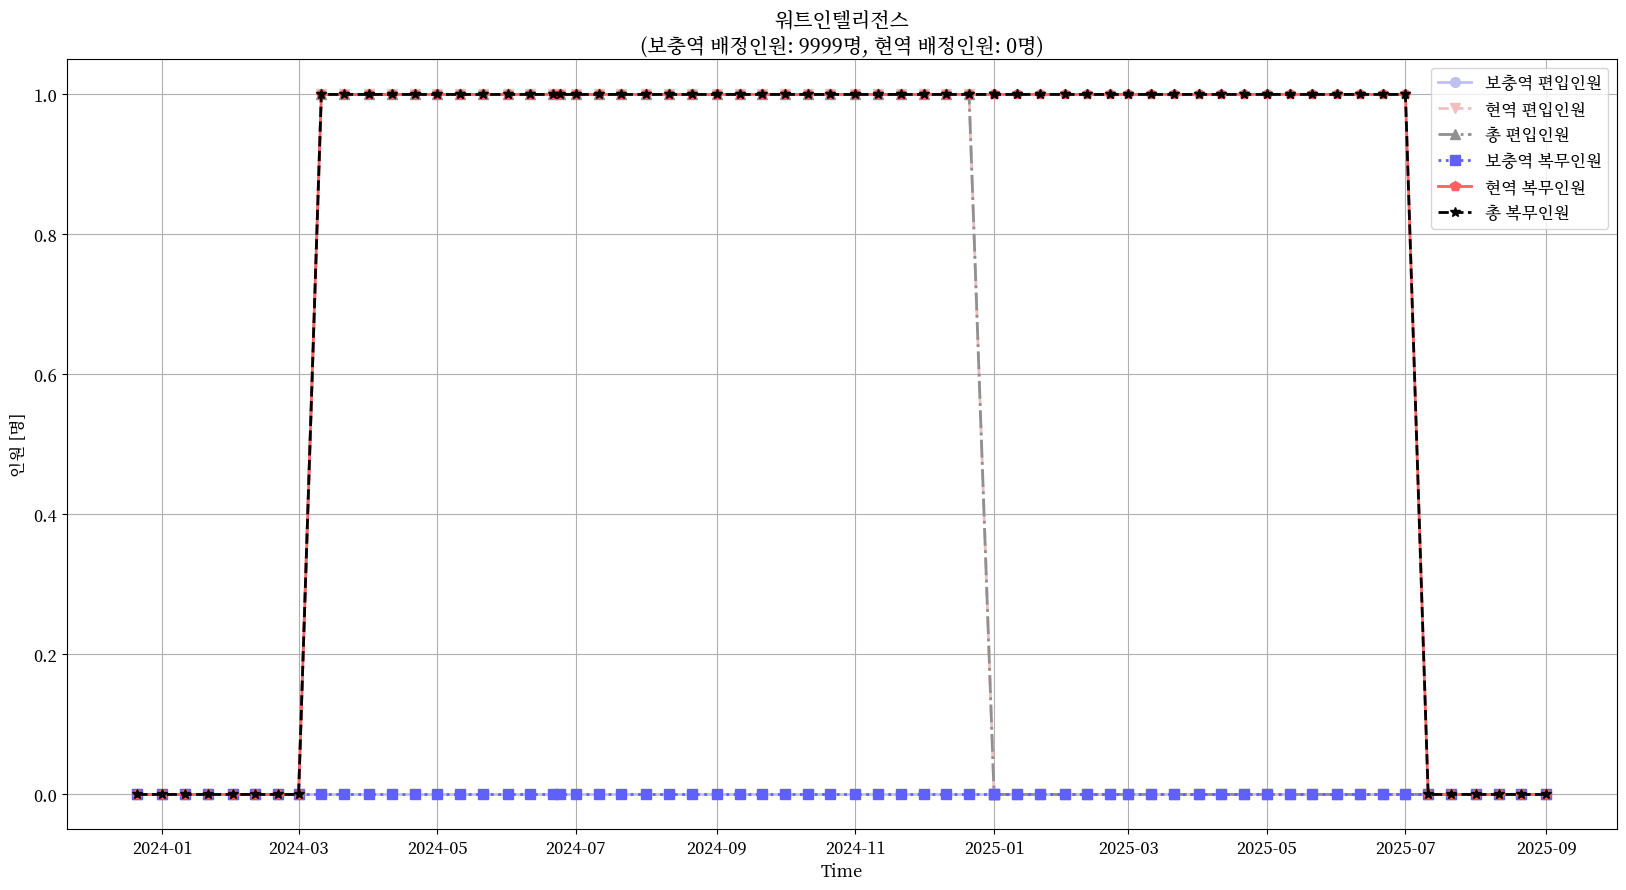 워트인텔리전스
(보충역 배정인원: 9999명, 현역 배정인원: 0명)
1.0
0.8
0.6
0.4
0.2
0.0
인원 [명]
보충역 편입인원
현역 편입인원
총 편입인원
보충역 복무인원
현역 복무인원
총 복무인원
2024-01
2024-03
2024-05
2024-07
2024-09
2024-11
2025-01
2025-03
2025-05
2025-07
2025-09
Time